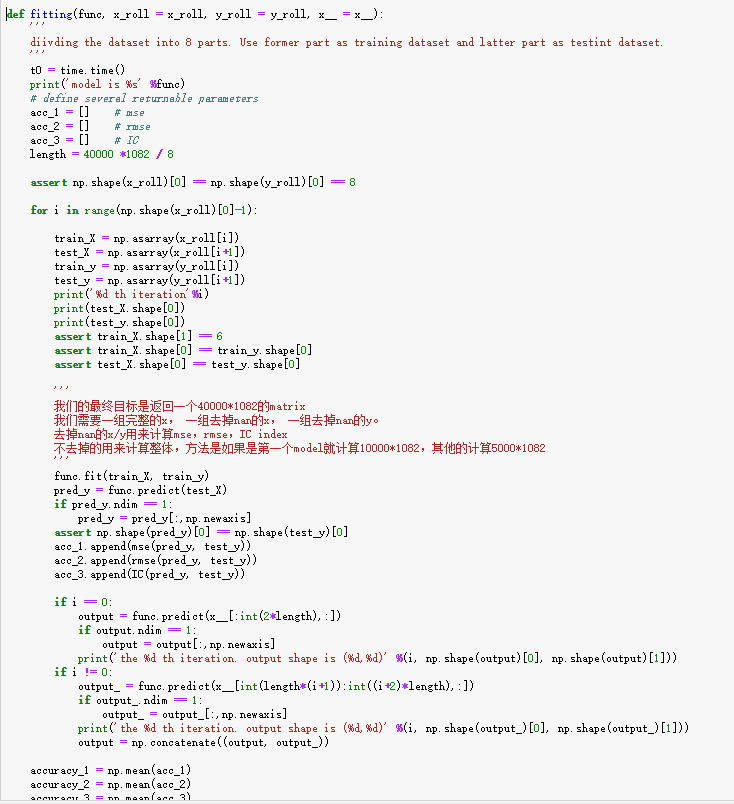 def fitting(func, x_roll = x_roll, y_roll = y_roll, x__ = x__):
    '''
    diivding the dataset into 8 parts. Use former part as training dataset and latter part as testint dataset.
    '''
    t0 = time.time()
    print('model is %s' %func)
    # define several returnable parameters
    acc_1 = []    # mse
    acc_2 = []    # rmse
    acc_3 = []    # IC
    length = 40000 *1082 / 8
    assert np.shape(x_roll)[0] == np.shape(y_roll)[0] == 8
    for i in range(np.shape(x_roll)[0]-1):
        train_X = np.asarray(x_roll[i])
        test_X = np.asarray(x_roll[i+1])
        train_y = np.asarray(y_roll[i])
        test_y = np.asarray(y_roll[i+1])
        print('%d th iteration'%i)
        print(test_X.shape[0])
        print(test_y.shape[0])
        assert train_X.shape[1] == 6
        assert train_X.shape[0] == train_y.shape[0]
        assert test_X.shape[0] == test_y.shape[0]
        '''
        我们的最终目标是返回一个40000*1082的matrix
        我们需要一组完整的x， 一组去掉nan的x， 一组去掉nan的y。
        去掉nan的x/y用来计算mse，rmse，IC index
        不去掉的用来计算整体，方法是如果是第一个model就计算10000*1082，其他的计算5000*1082
        '''
        func.fit(train_X, train_y)
        pred_y = func.predict(test_X)
        if pred_y.ndim == 1:
            pred_y = pred_y[:,np.newaxis]
        assert np.shape(pred_y)[0] == np.shape(test_y)[0]
        acc_1.append(mse(pred_y, test_y))
        acc_2.append(rmse(pred_y, test_y))
        acc_3.append(IC(pred_y, test_y))
        if i == 0:
            output = func.predict(x__[:int(2*length),:])
            if output.ndim == 1:
                output = output[:,np.newaxis]
            print('the %d th iteration. output shape is (%d,%d)' %(i, np.shape(output)[0], np.shape(output)[1]))
        if i != 0:
            output_ = func.predict(x__[int(length*(i+1)):int((i+2)*length),:])
            if output_.ndim == 1:
                output_ = output_[:,np.newaxis]
            print('the %d th iteration. output shape is (%d,%d)' %(i, np.shape(output_)[0], np.shape(output_)[1]))
            output = np.concatenate((output, output_))
    accuracy_1 = np.mean(acc_1)
    accuracy_2 = np.mean(acc_2)
    accuracy_3 = np.mean(acc_3)